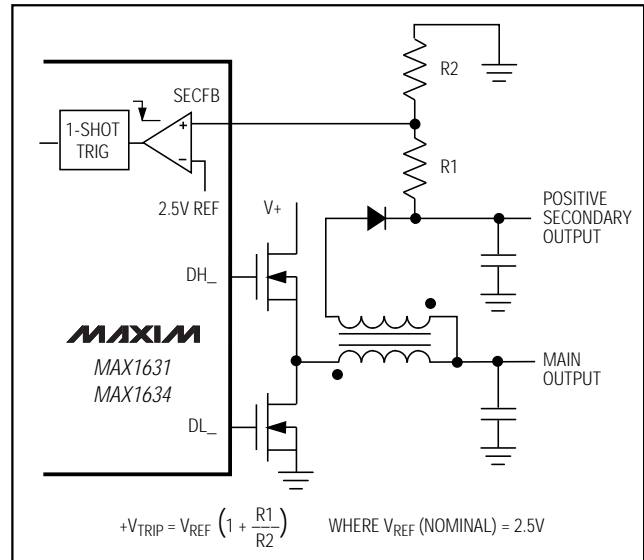 R2
SECFB
+
1-SHOT
TRIG
−
R1
2.5V REF
V+
POSITIVE
SECONDARY
OUTPUT
DH_
MAXIM
MAX1631
MAX1634
MAIN
OUTPUT
DL_
+VTRIP = VREF (1 + R1/R2) WHERE VREF (NOMINAL) = 2.5V